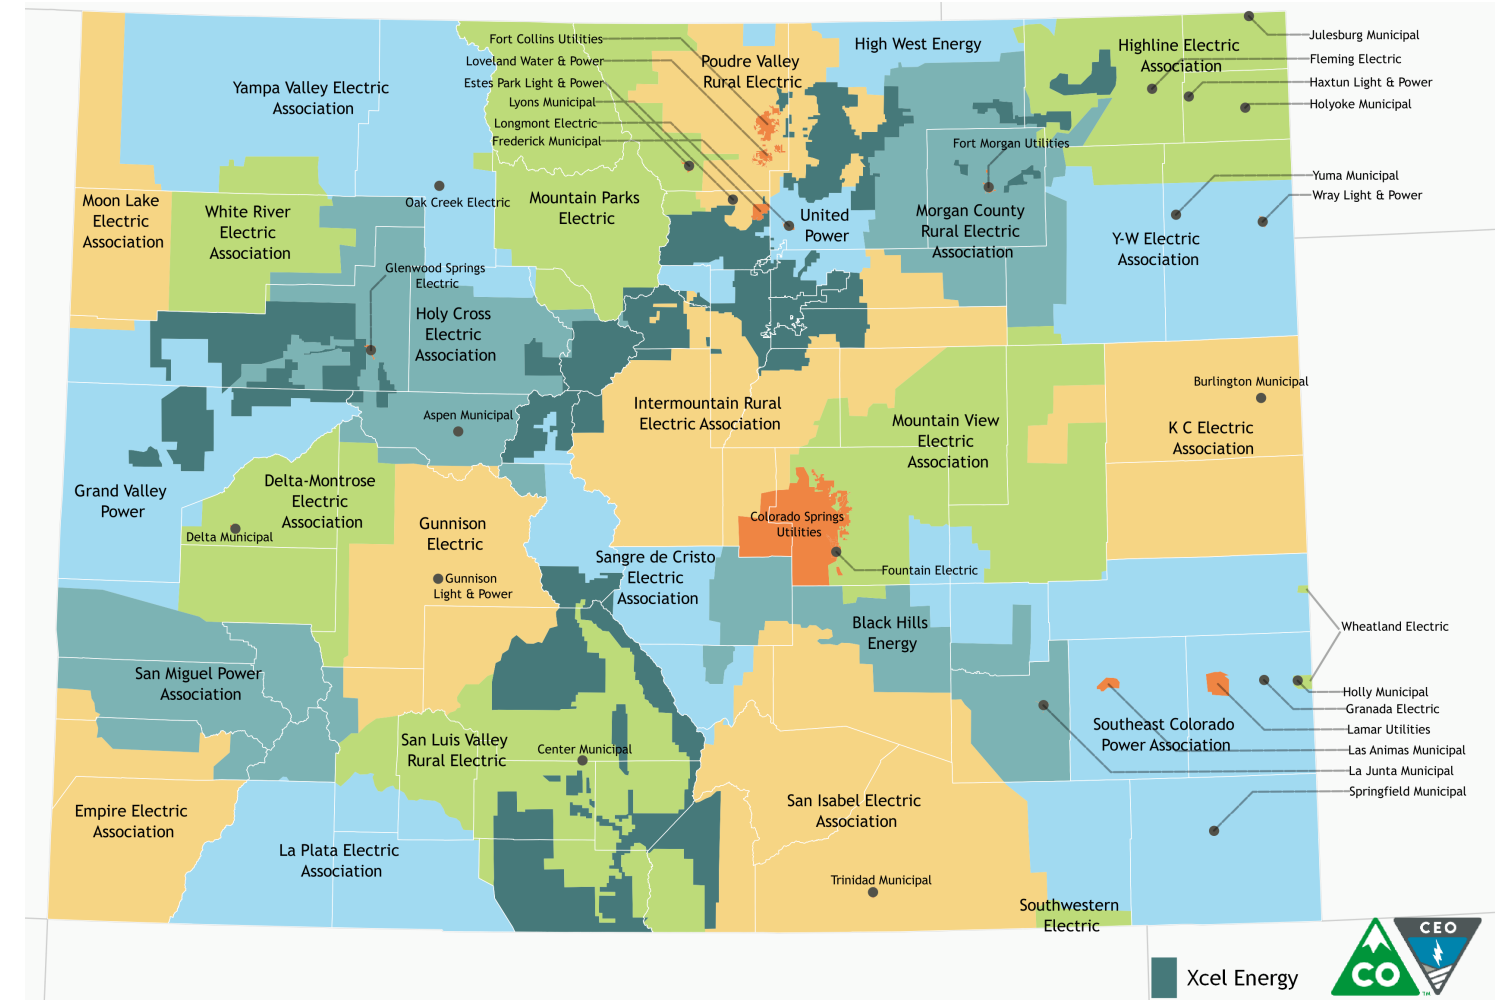 Fort Collins Utilities
Loveland Water & Power
Estes Park Light & Power
Lyons Municipal
Longmont Electric
Frederick Municipal
Poudre Valley
Rural Electric
High West Energy
Highline Electric
Association
Julesburg Municipal
Fleming Electric
Haxtun Light & Power
Holyoke Municipal
Yampa Valley Electric
Association
Fort Morgan Utilities
Yuma Municipal
Wray Light & Power
Moon Lake
Electric
Association
White River
Electric
Association
Oak Creek Electric
Mountain Parks
Electric
United
Power
Morgan County
Rural Electric
Association
Y-W Electric
Association
Glenwood Springs
Electric
Holy Cross
Electric
Association
Aspen Municipal
Intermountain Rural
Electric Association
Mountain View
Electric
Association
Burlington Municipal
K C Electric
Association
Grand Valley
Power
Delta-Montrose
Electric
Association
Delta Municipal
Gunnison
Electric
Gunnison
Light & Power
Colorado Springs
Utilities
Fountain Electric
Sangre de Cristo
Electric
Association
Black Hills
Energy
Wheatland Electric
San Miguel Power
Association
Holly Municipal
Granada Electric
Lamar Utilities
Las Animas Municipal
La Junta Municipal
Springfield Municipal
Southeast Colorado
Power Association
San Luis Valley
Rural Electric
Center Municipal
Empire Electric
Association
La Plata Electric
Association
San Isabel Electric
Association
Trinidad Municipal
Southwestern
Electric
Xcel Energy
CO
CEO
TM